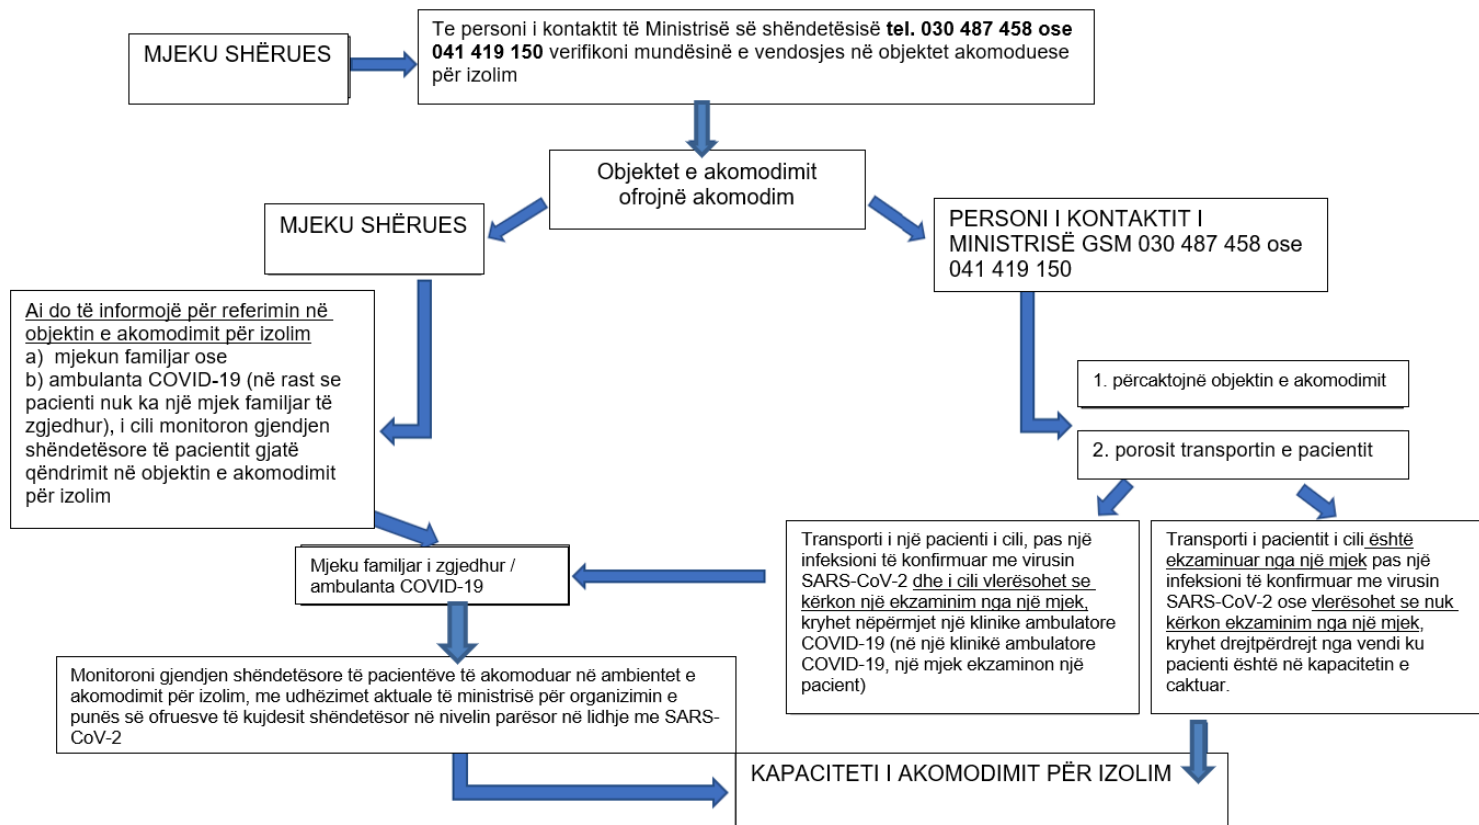 MJEKU SHËRUES
Te personi i kontaktit të Ministrisë së shëndetësisë tel. 030 487 458 ose
041 419 150 verifikoni mundësinë e vendosjes në objektet akomoduese
për izolim
Objektet e akomodimit
ofrojnë akomodim
MJEKU SHËRUES
PERSONI I KONTAKTIT I
MINISTRISË GSM 030 487 458 ose
041 419 150
Ai do të informojë për referimin në
objektin e akomodimit për izolim
a) mjekun familjar ose
b) ambulanta COVID-19 (në rast se
pacienti nuk ka një mjek familjar të
zgjedhur), i cili monitoron gjendjen
shëndetësore të pacientit gjatë
qëndrimit në objektin e akomodimit
për izolim
1. përcaktojnë objektin e akomodimit
2. porosit transportin e pacientit
Mjeku familjar i zgjedhur /
ambulanta COVID-19
Transporti i një pacienti i cili, pas një
infeksioni të konfirmuar me virusin
SARS-CoV-2 dhe i cili vlerësohet se
kërkon një ekzaminim nga një mjek,
kryhet nëpërmjet një klinike ambulatore
COVID-19 (në një klinikë ambulatore
COVID-19, një mjek ekzaminon një
pacient)
Transporti i pacientit i cili është
ekzaminuar nga një mjek pas një
infeksioni të konfirmuar me virusin
SARS-CoV-2 ose vlerësohet se nuk
kërkon ekzaminim nga një mjek,
kryhet drejtpërdrejt nga vendi ku
pacienti është në kapacitetin e
caktuar.
Monitoroni gjendjen shëndetësore të pacientëve të akomoduar në ambientet e
akomodimit për izolim, me udhëzimet aktuale të ministrisë për organizimin e
punës së ofruesve të kujdesit shëndetësor në nivelin parësor në lidhje me SARS-
CoV-2
KAPACITETI I AKOMODIMIT PËR IZOLIM